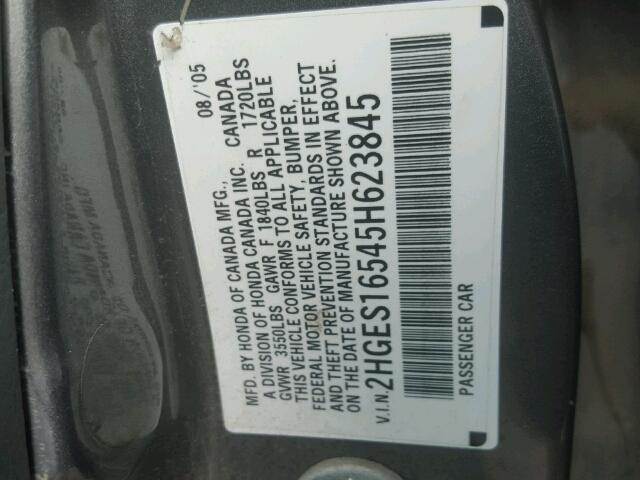 MFD. BY HONDA OF CANADA MFG., 08/'05
A DIVISION OF HONDA CANADA INC. CANADA
GVWR 3550LBS GAWR F 1840LBS R 1720LBS
THIS VEHICLE CONFORMS TO ALL APPLICABLE
FEDERAL MOTOR VEHICLE SAFETY, BUMPER,
AND THEFT PREVENTION STANDARDS IN EFFECT
ON THE DATE OF MANUFACTURE SHOWN ABOVE.
V.I.N. 2HGES16545H623845
PASSENGER CAR